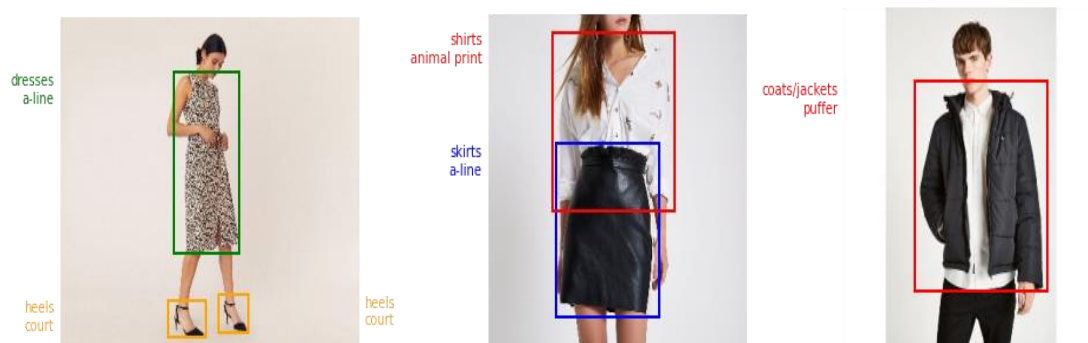 dresses
a-line
heels
court
heels
court
shirts
animal print
skirts
a-line
coats/jackets
puffer